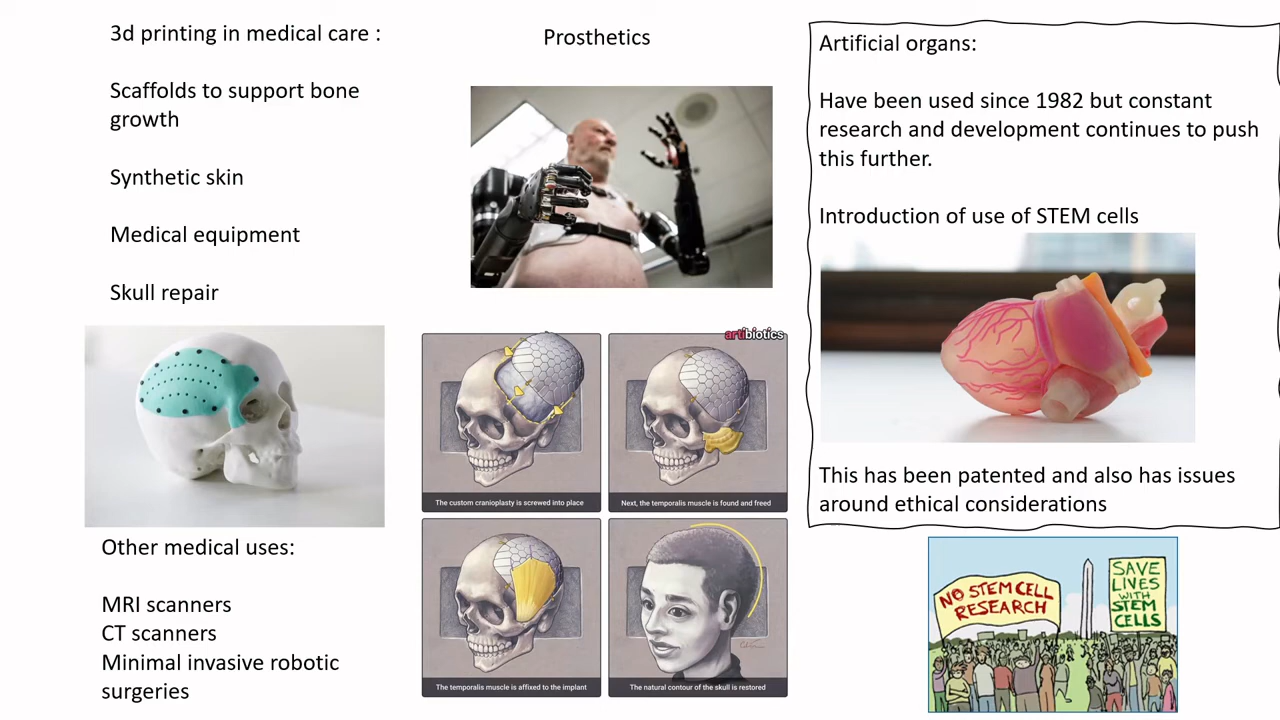 3d printing in medical care :
Scaffolds to support bone
growth
Synthetic skin
Medical equipment
Skull repair
Other medical uses:
MRI scanners
CT scanners
Minimal invasive robotic
surgeries
Prosthetics
artibiotics
The custom cranioplasty is screwed into place
Next, the temporalis muscle is found and freed
The temporalis muscle is affixed to the implant
The natural contour of the skull is restored
Artificial organs:
Have been used since 1982 but constant
research and development continues to push
this further.
Introduction of use of STEM cells
This has been patented and also has issues
around ethical considerations
NO STEM CELL
RESEARCH
SAVE
LIVES
WITH
STEM
CELLS